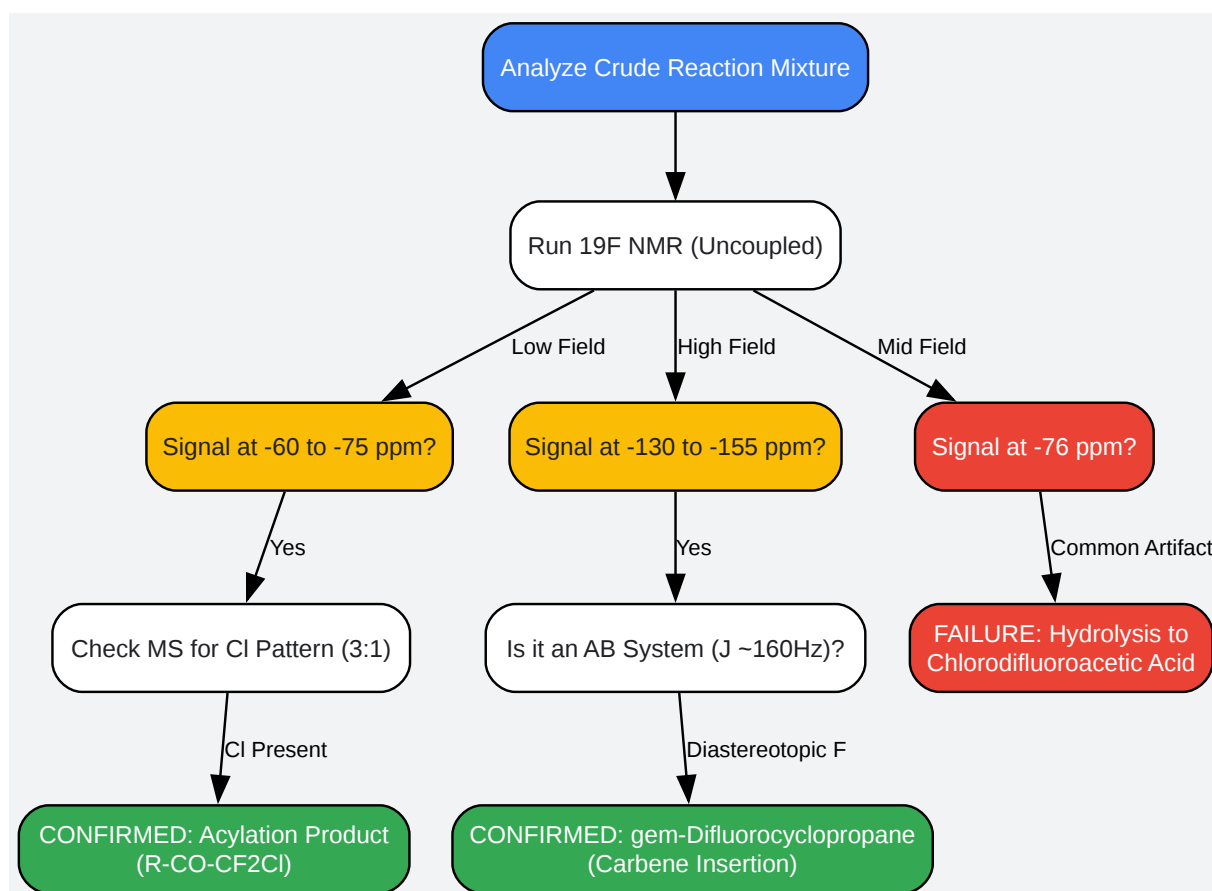 Analyze Crude Reaction Mixture
Run 19F NMR (Uncoupled)
Low Field
High Field
Mid Field
Signal at -60 to -75 ppm?
Signal at -130 to -155 ppm?
Signal at -76 ppm?
Yes
Yes
Common Artifact
Check MS for Cl Pattern (3:1)
Is it an AB System (J ~160Hz)?
FAILURE: Hydrolysis to
Chlorodifluoroacetic Acid
Cl Present
Diastereotopic F
CONFIRMED: Acylation Product
(R-CO-CF2Cl)
CONFIRMED: gem-Difluorocyclopropane
(Carbene Insertion)